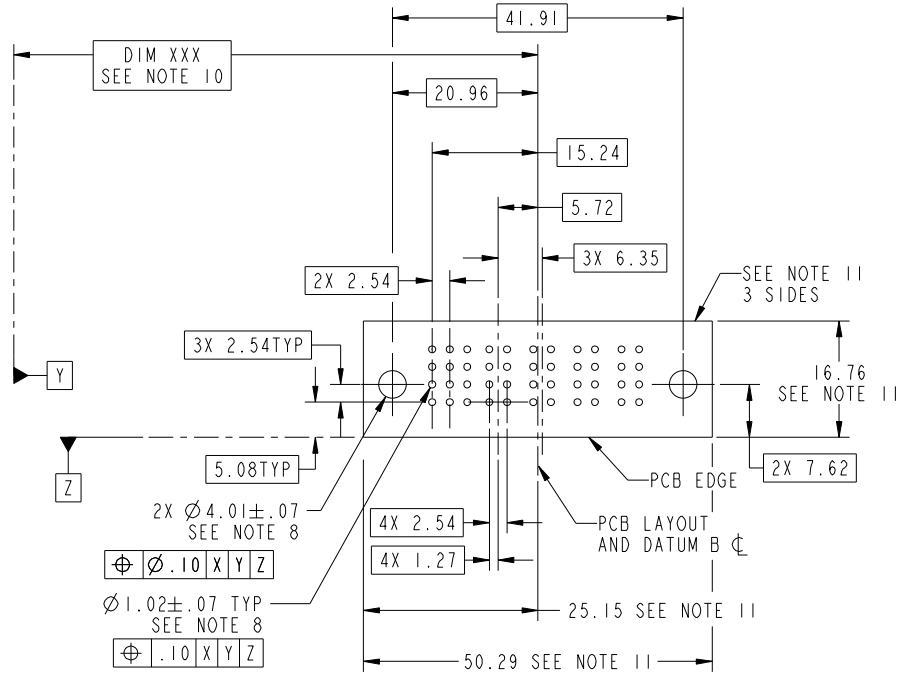 41.91
DIM XXX
SEE NOTE 10
20.96
15.24
5.72
3X 6.35
2X 2.54
SEE NOTE 11
3 SIDES
3X 2.54TYP
Y
16.76
SEE NOTE 11
5.08TYP
2X 7.62
Z
PCB EDGE
2X Ø4.01±.07
SEE NOTE 8
4X 2.54
PCB LAYOUT
AND DATUM B ℄
⌖ Ø.10 X Y Z
4X 1.27
Ø1.02±.07 TYP
SEE NOTE 8
25.15 SEE NOTE 11
⌖ .10 X Y Z
50.29 SEE NOTE 11